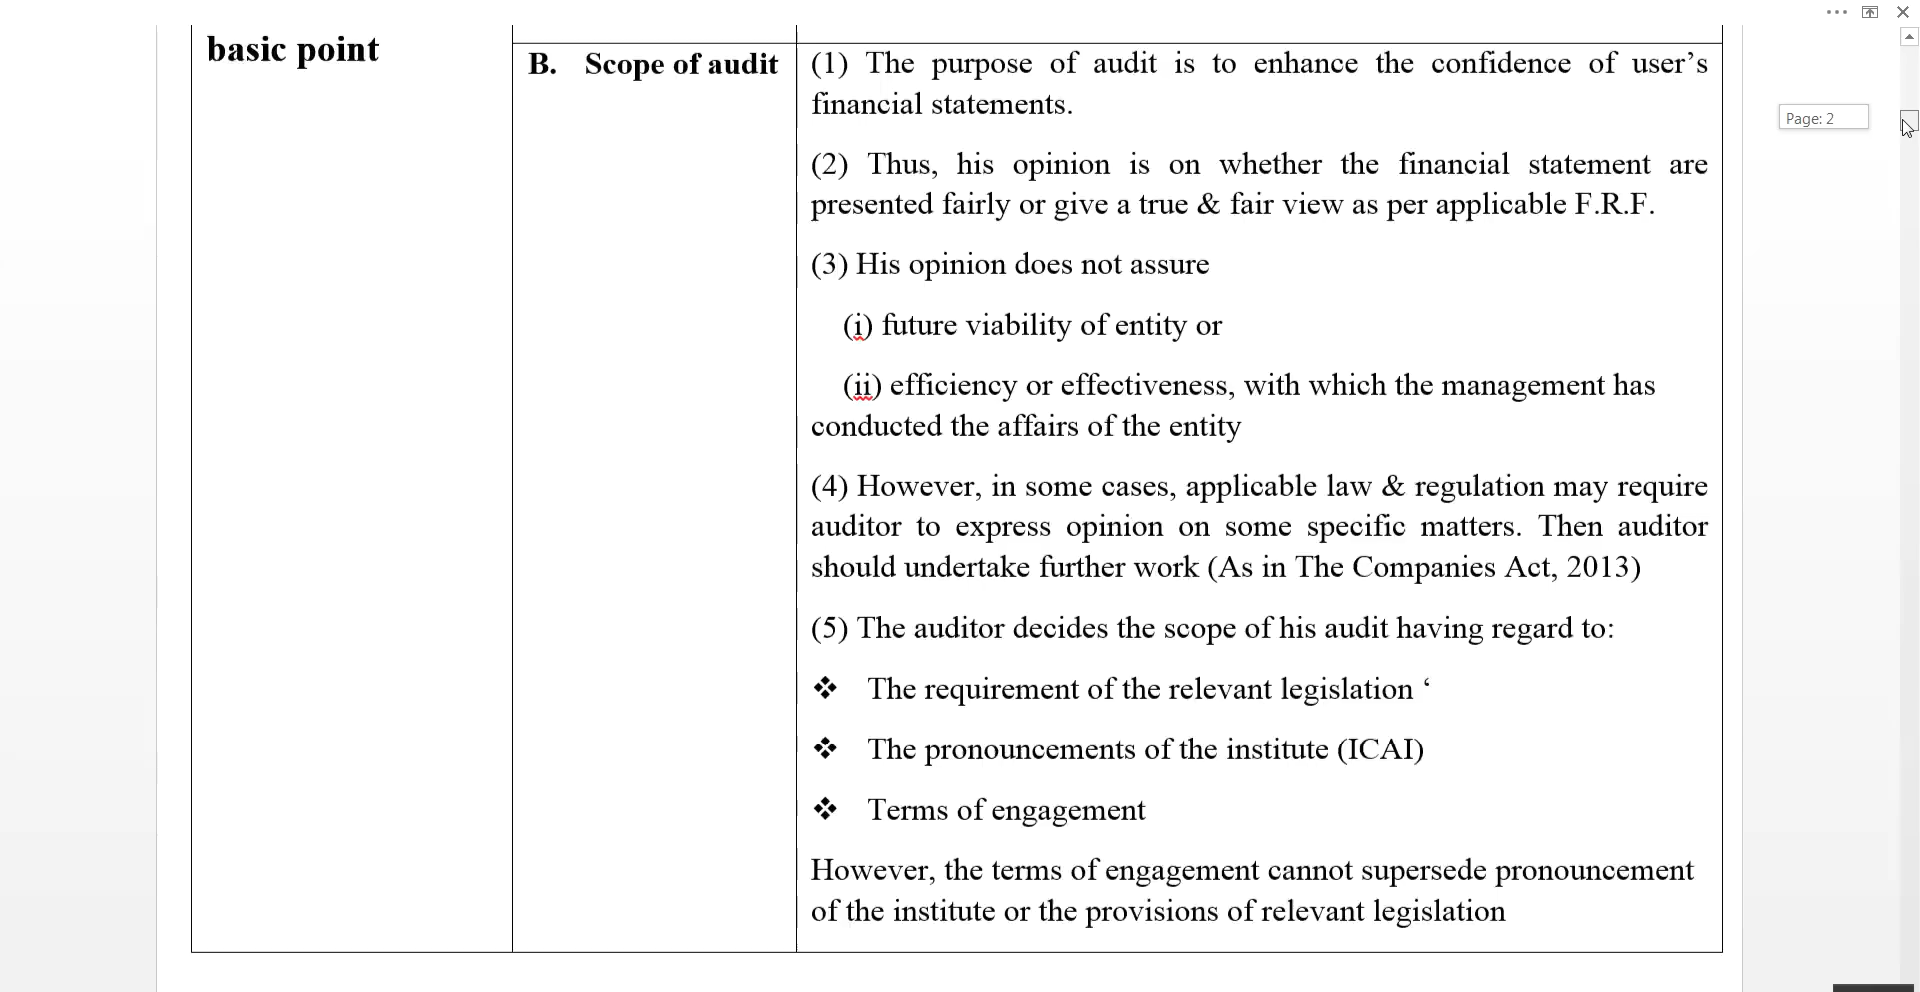 basic point
B. Scope of audit
(1) The purpose of audit is to enhance the confidence of user’s
financial statements.
(2) Thus, his opinion is on whether the financial statement are
presented fairly or give a true & fair view as per applicable F.R.F.
(3) His opinion does not assure
(i) future viability of entity or
(ii) efficiency or effectiveness, with which the management has
conducted the affairs of the entity
(4) However, in some cases, applicable law & regulation may require
auditor to express opinion on some specific matters. Then auditor
should undertake further work (As in The Companies Act, 2013)
(5) The auditor decides the scope of his audit having regard to:
❖ The requirement of the relevant legislation ‘
❖ The pronouncements of the institute (ICAI)
❖ Terms of engagement
However, the terms of engagement cannot supersede pronouncement
of the institute or the provisions of relevant legislation
Page: 2